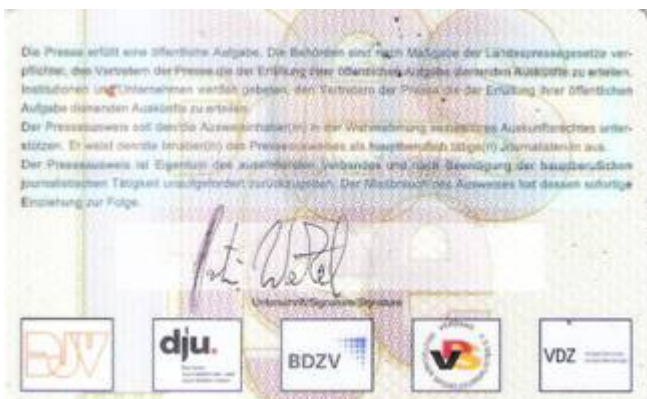 Die Presse erfüllt eine öffentliche Aufgabe. Die Behörden sind nach Maßgabe der Landespressegesetze ver-
pflichtet, den Vertretern der Presse die der Erfüllung ihrer öffentlichen Aufgabe dienenden Auskünfte zu erteilen.
Institutionen und Unternehmen werden gebeten, den Vertretern der Presse die der Erfüllung ihrer öffentlichen
Aufgabe dienenden Auskünfte zu erteilen.
Der Presseausweis soll den/die Ausweisinhaber(in) in der Wahrnehmung seines/ihres Auskunftsrechtes unter-
stützen. Er weist den/die Inhaber(in) des Presseausweises als hauptberuflich tätige(n) Journalisten/in aus.
Der Presseausweis ist Eigentum des ausstellenden Verbandes und nach Beendigung der hauptberuflichen
journalistischen Tätigkeit unaufgefordert zurückzugeben. Der Missbrauch des Ausweises hat dessen sofortige
Einziehung zur Folge.
Unterschrift/Signature/Signature
DJV
dju.
BDZV
VERBAND
VDS
VDZ